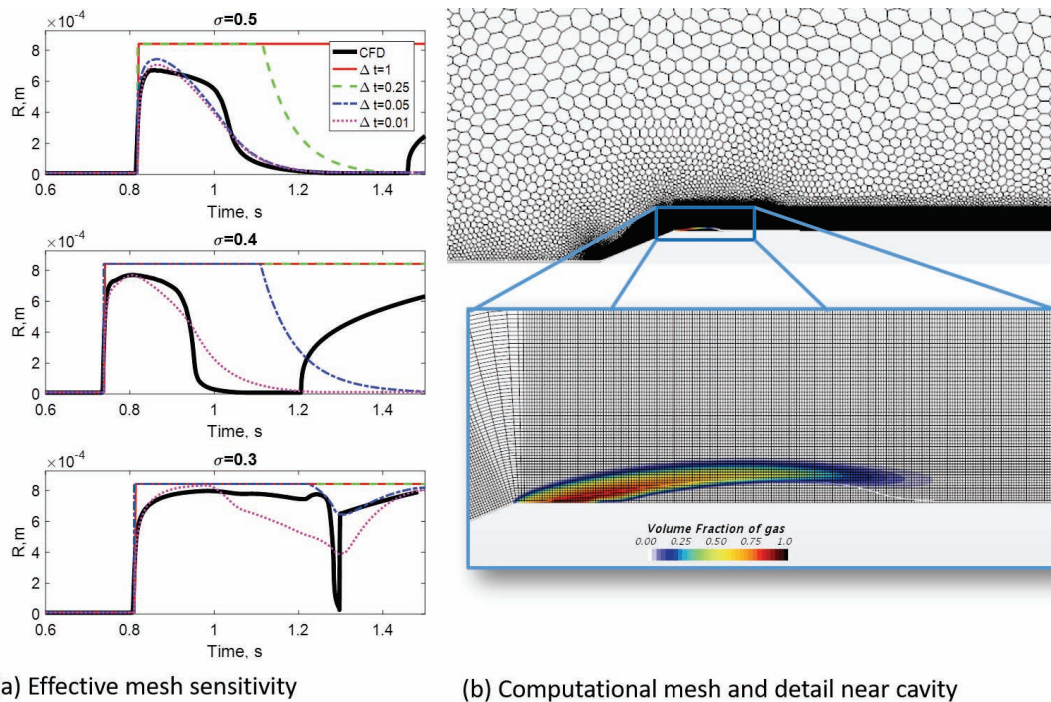 ×10⁻⁴
σ=0.5
8
6
4
2
0
R, m
CFD
Δ t=1
Δ t=0.25
Δ t=0.05
Δ t=0.01
0.6 0.8 1 1.2 1.4
Time, s
×10⁻⁴
σ=0.4
8
6
4
2
0
R, m
0.6 0.8 1 1.2 1.4
Time, s
×10⁻⁴
σ=0.3
8
6
4
2
0
R, m
0.6 0.8 1 1.2 1.4
Time, s
a) Effective mesh sensitivity
Volume Fraction of gas
0.00 0.25 0.50 0.75 1.0
(b) Computational mesh and detail near cavity